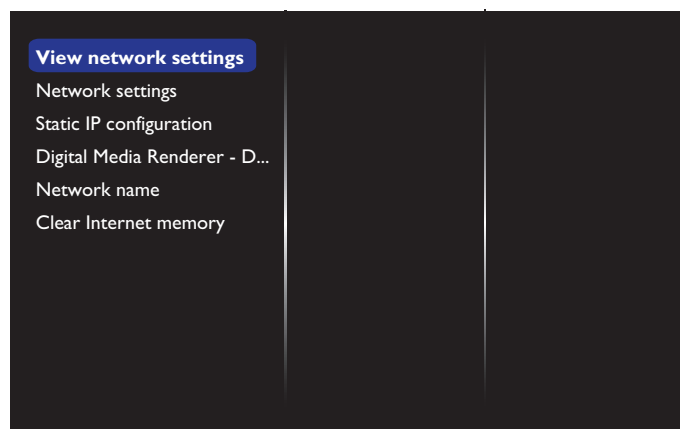 View network settings
Network settings
Static IP configuration
Digital Media Renderer - D...
Network name
Clear Internet memory